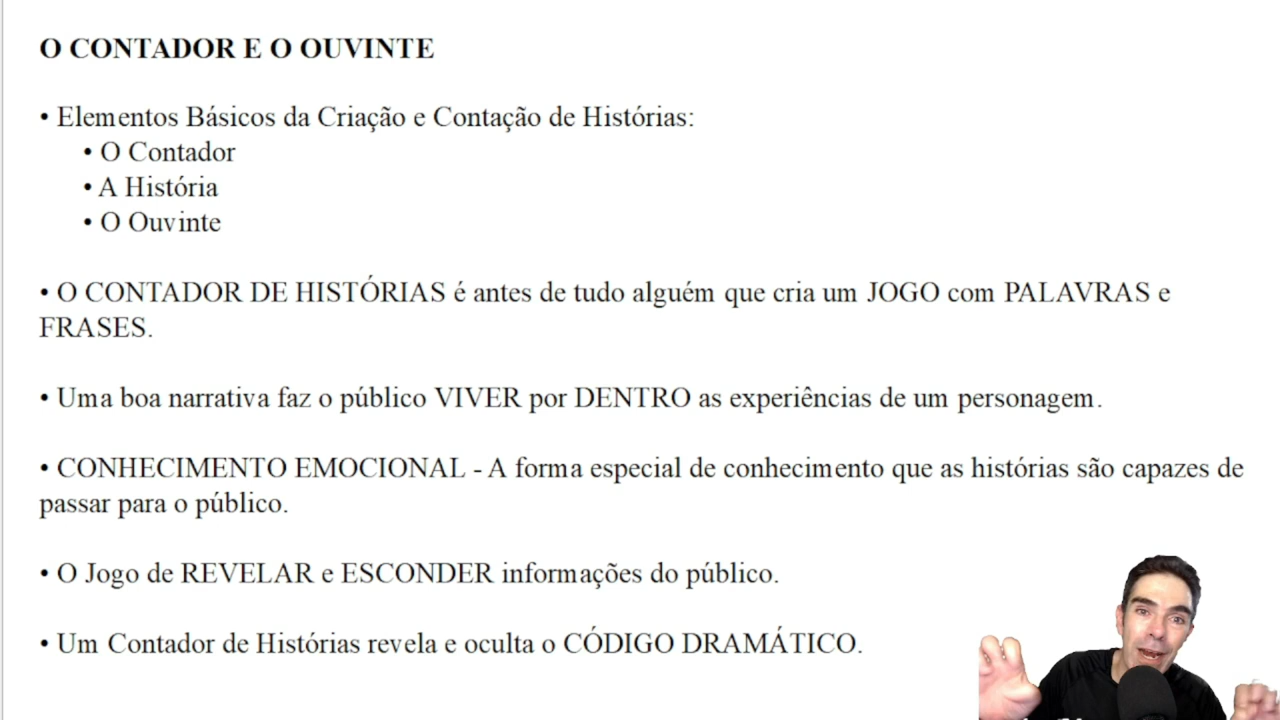 O CONTADOR E O OUVINTE
• Elementos Básicos da Criação e Contação de Histórias:
• O Contador
• A História
• O Ouvinte
• O CONTADOR DE HISTÓRIAS é antes de tudo alguém que cria um JOGO com PALAVRAS e
FRASES.
• Uma boa narrativa faz o público VIVER por DENTRO as experiências de um personagem.
• CONHECIMENTO EMOCIONAL - A forma especial de conhecimento que as histórias são capazes de
passar para o público.
• O Jogo de REVELAR e ESCONDER informações do público.
• Um Contador de Histórias revela e oculta o CÓDIGO DRAMÁTICO.